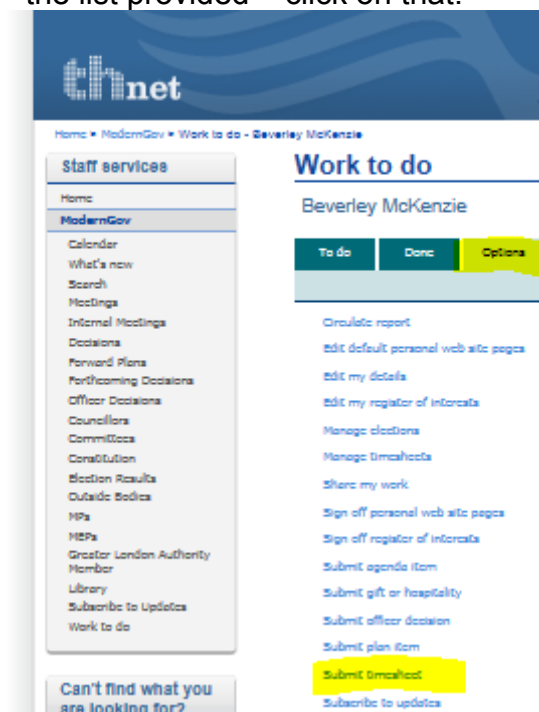 the list provided – click on that.
thnet
Home ▸ ModernGov ▸ Work to do - Beverley McKenzie
Staff services
Home
ModernGov
Calendar
What's new
Search
Meetings
Internal Meetings
Decisions
Forward Plans
Forthcoming Decisions
Officer Decisions
Councillors
Committees
Constitution
Election Results
Outside Bodies
MPs
MEPs
Greater London Authority
Member
Library
Subscribe to Updates
Work to do
Can't find what you
are looking for?
Work to do
Beverley McKenzie
To do Done Options
Circulate report
Edit default personal web site pages
Edit my details
Edit my register of interests
Manage elections
Manage timesheets
Share my work
Sign off personal web site pages
Sign off register of interests
Submit agenda item
Submit gift or hospitality
Submit officer decision
Submit plan item
Submit timesheet
Subscribe to updates